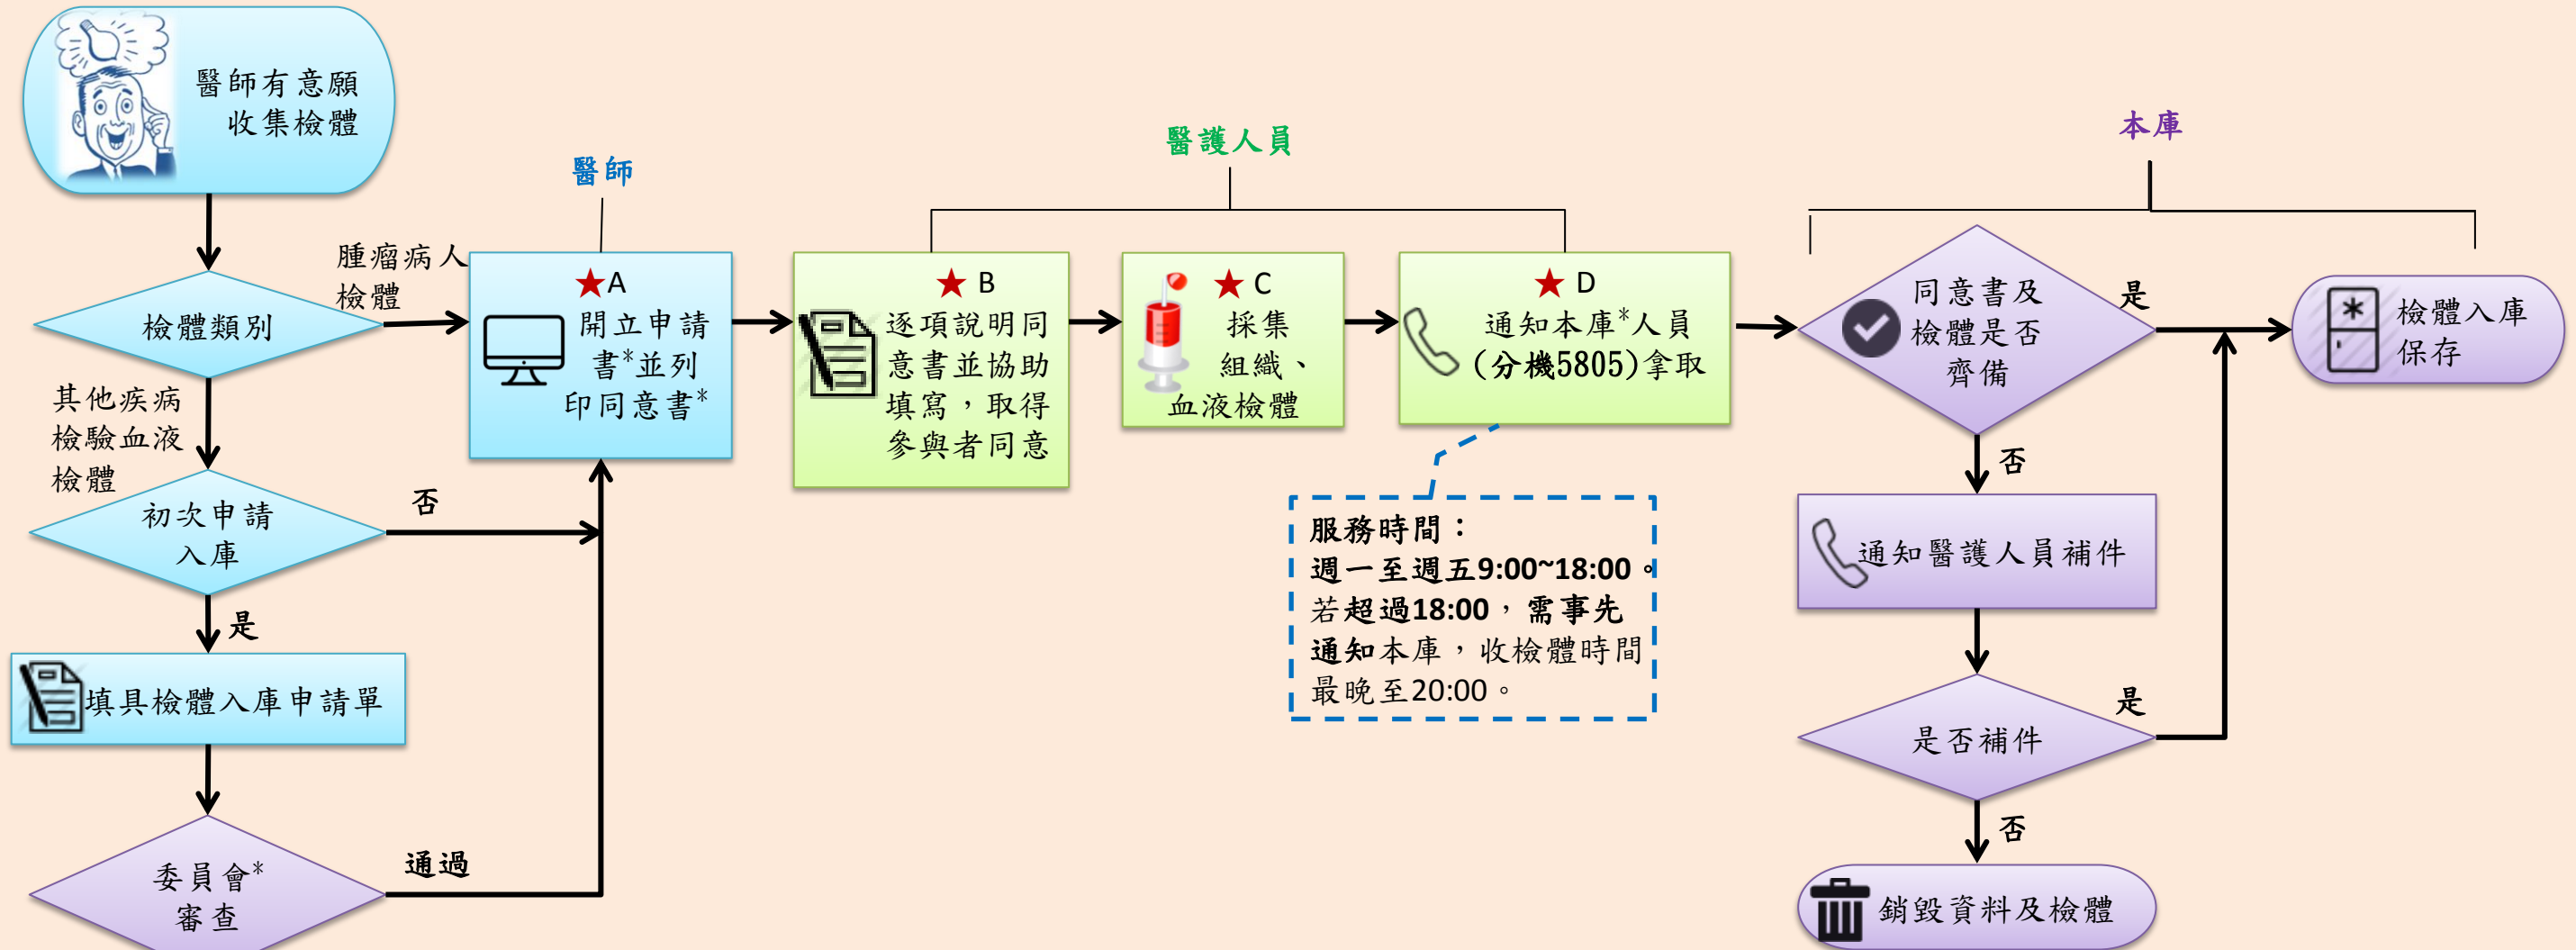 醫師有意願
收集檢體
檢體類別
腫瘤病人
檢體
其他疾病
檢驗血液
檢體
初次申請
入庫
否
是
填具檢體入庫申請單
委員會*
審查
通過
醫師
★A
開立申請
書*並列
印同意書*
醫護人員
★ B
逐項說明同
意書並協助
填寫，取得
參與者同意
★ C
採集
組織、
血液檢體
★ D
通知本庫*人員
(分機5805)拿取
服務時間：
週一至週五9:00~18:00。
若超過18:00，需事先
通知本庫，收檢體時間
最晚至20:00。
本庫
同意書及
檢體是否
齊備
是
檢體入庫
保存
否
通知醫護人員補件
是否補件
是
否
銷毀資料及檢體